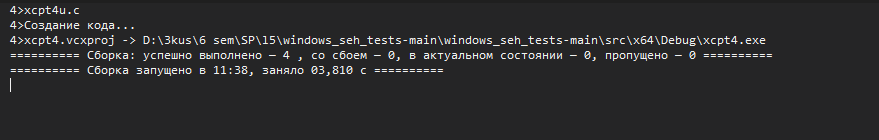 4>xcpt4u.c
4>Создание кода...
4>xcpt4.vcxproj -> D:\3kus\6 sem\SP\l5\windows_seh_tests-main\windows_seh_tests-main\src\x64\Debug\xcpt4.exe
========== Сборка: успешно выполнено — 4 , со сбоем — 0, в актуальном состоянии — 0, пропущено — 0 ==========
========== Сборка запущено в 11:38, заняло 03,810 с ==========